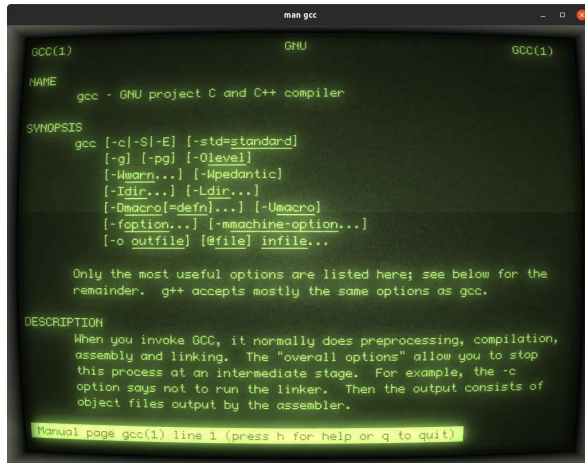 man gcc
GCC(1) GNU GCC(1)
NAME
gcc - GNU project C and C++ compiler
SYNOPSIS
gcc [-c|-S|-E] [-std=standard]
[-g] [-pg] [-Olevel]
[-Wwarn...] [-Wpedantic]
[-Idir...] [-Ldir...]
[-Dmacro[=defn]...] [-Umacro]
[-foption...] [-mmachine-option...]
[-o outfile] [@file] infile...
Only the most useful options are listed here; see below for the
remainder. g++ accepts mostly the same options as gcc.
DESCRIPTION
When you invoke GCC, it normally does preprocessing, compilation,
assembly and linking. The "overall options" allow you to stop
this process at an intermediate stage. For example, the -c
option says not to run the linker. Then the output consists of
object files output by the assembler.
Manual page gcc(1) line 1 (press h for help or q to quit)